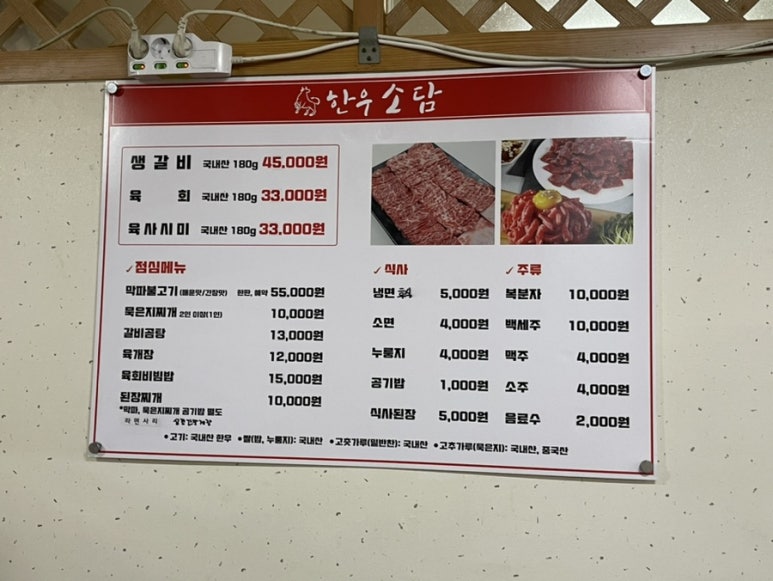 한우소담
생갈비 국내산 180g 45,000원
육 회 국내산 180g 33,000원
육사시미 국내산 180g 33,000원
✓점심메뉴
막따불고기 (매운맛/간장맛) 한판, 예약 55,000원
묵은지찌개 2인 이상(1인) 10,000원
갈비곰탕 13,000원
육개장 12,000원
육회비빔밥 15,000원
된장찌개 10,000원
*막따, 묵은지찌개 공기밥 별도
라면사리
✓식사
냉면 5,000원
소면 4,000원
누룽지 4,000원
공기밥 1,000원
식사된장 5,000원
✓주류
복분자 10,000원
백세주 10,000원
맥주 4,000원
소주 4,000원
음료수 2,000원
•고기: 국내산 한우 •쌀(밥, 누룽지): 국내산 •고춧가루(일반찬): 국내산 •고추가루(묵은지): 국내산, 중국산